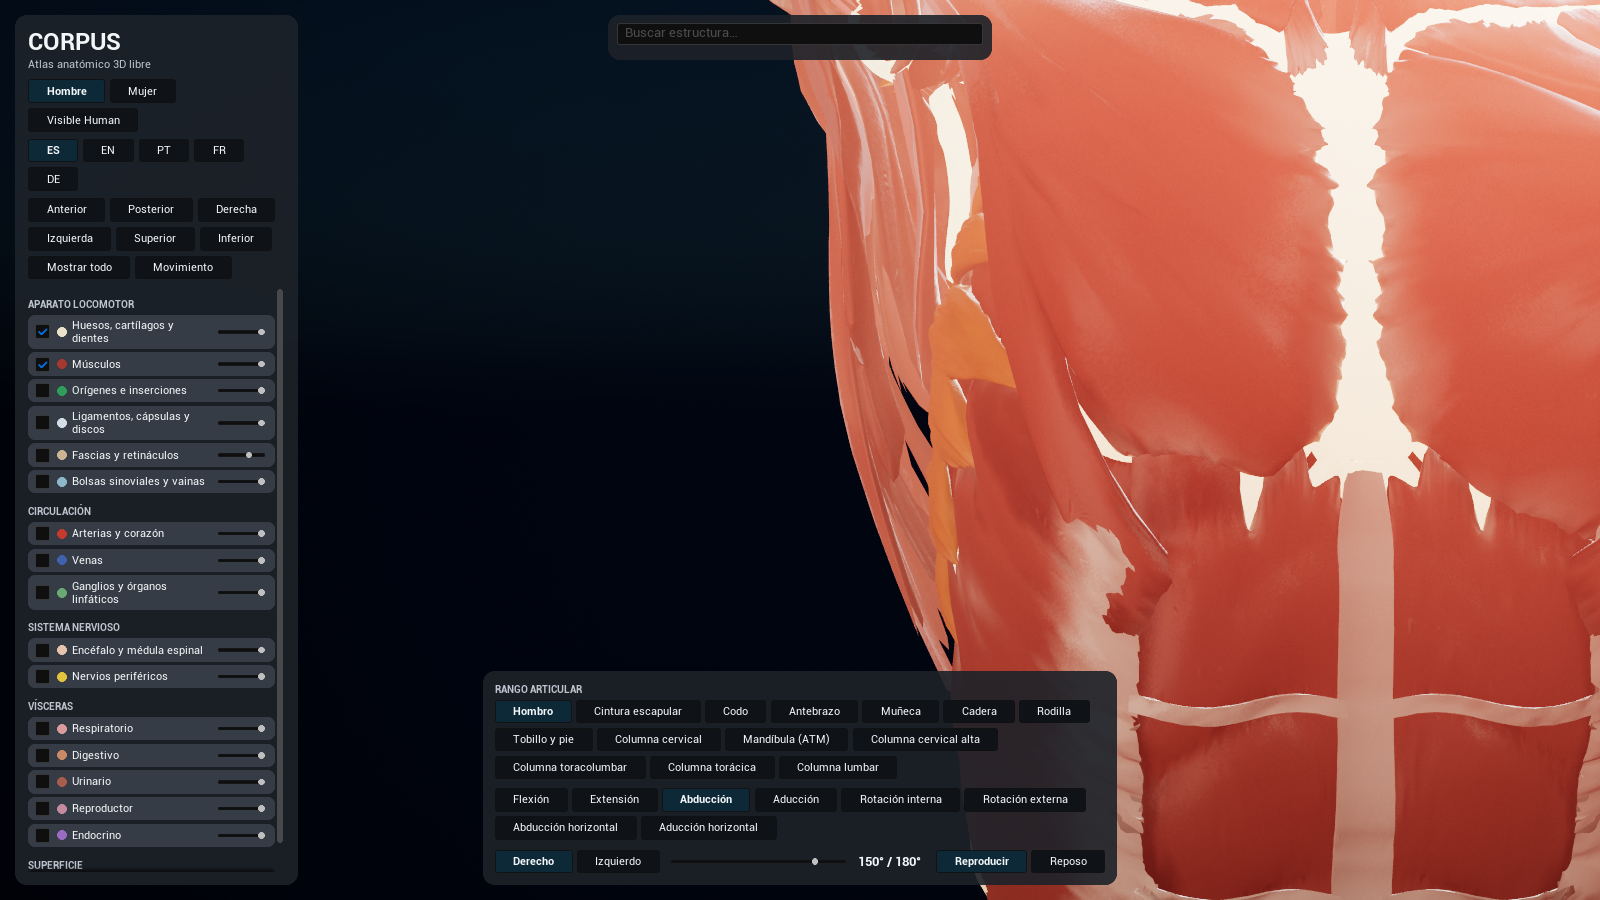 CORPUS
Atlas anatómico 3D libre
Hombre Mujer
Visible Human
ES EN PT FR
DE
Anterior Posterior Derecha
Izquierda Superior Inferior
Mostrar todo Movimiento
APARATO LOCOMOTOR
Huesos, cartílagos y
dientes
Músculos
Orígenes e inserciones
Ligamentos, cápsulas y
discos
Fascias y retináculos
Bolsas sinoviales y vainas
CIRCULACIÓN
Arterias y corazón
Venas
Ganglios y órganos
linfáticos
SISTEMA NERVIOSO
Encéfalo y médula espinal
Nervios periféricos
VÍSCERAS
Respiratorio
Digestivo
Urinario
Reproductor
Endocrino
SUPERFICIE
Buscar estructura...
RANGO ARTICULAR
Hombro Cintura escapular Codo Antebrazo Muñeca Cadera Rodilla
Tobillo y pie Columna cervical Mandíbula (ATM) Columna cervical alta
Columna toracolumbar Columna torácica Columna lumbar
Flexión Extensión Abducción Aducción Rotación interna Rotación externa
Abducción horizontal Aducción horizontal
Derecho Izquierdo 150° / 180° Reproducir Reposo